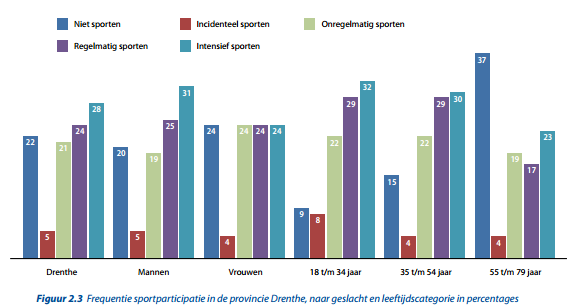 Niet sporten Incidenteel sporten Onregelmatig sporten
Regelmatig sporten Intensief sporten
22 5 21 24 28
20 5 19 25 31
24 4 24 24 24
9 8 22 29 32
15 4 22 29 30
37 4 19 17 23
Drenthe Mannen Vrouwen 18 t/m 34 jaar 35 t/m 54 jaar 55 t/m 79 jaar
Figuur 2.3 Frequentie sportparticipatie in de provincie Drenthe, naar geslacht en leeftijdscategorie in percentages